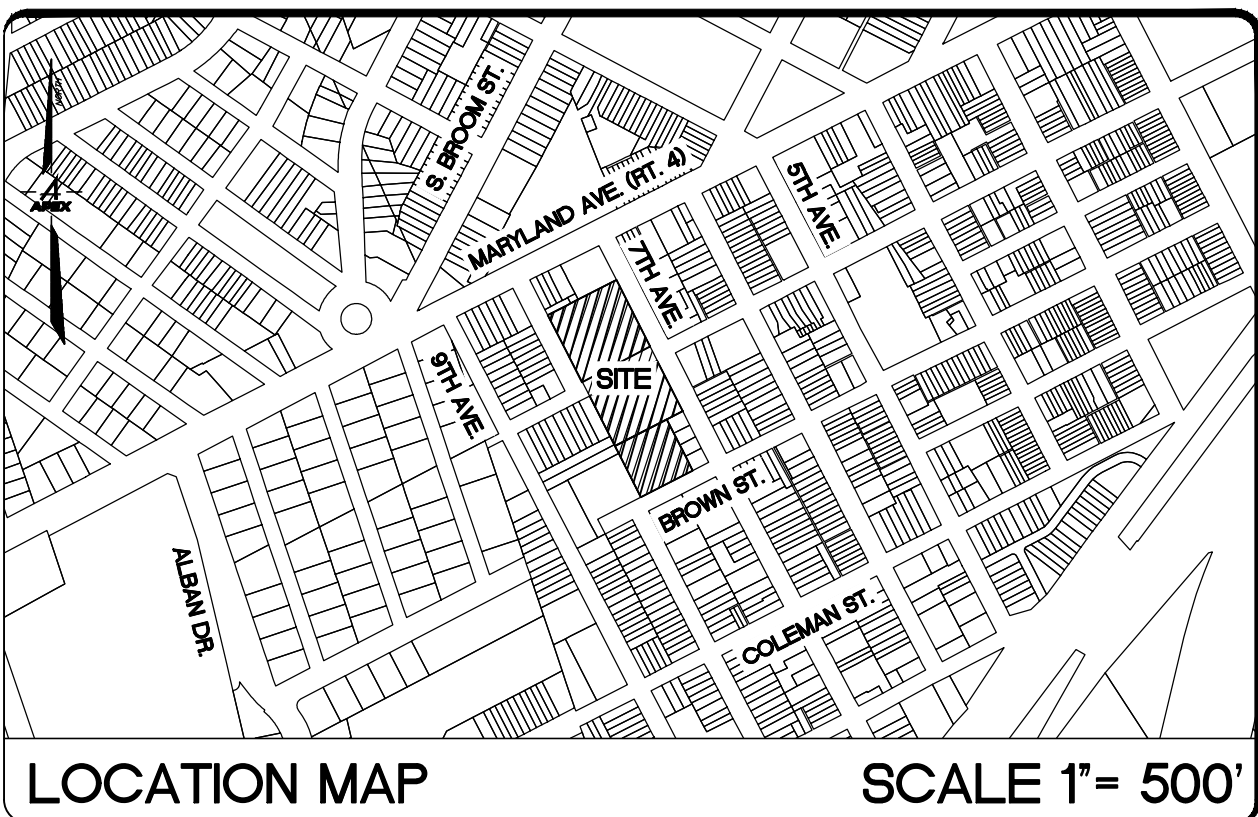 NORTH
A
APEX
S. BROOM ST.
MARYLAND AVE. (RT. 4)
5TH AVE.
7TH AVE.
9TH AVE.
SITE
BROWN ST.
ALBAN DR.
COLEMAN ST.
LOCATION MAP
SCALE 1"= 500'